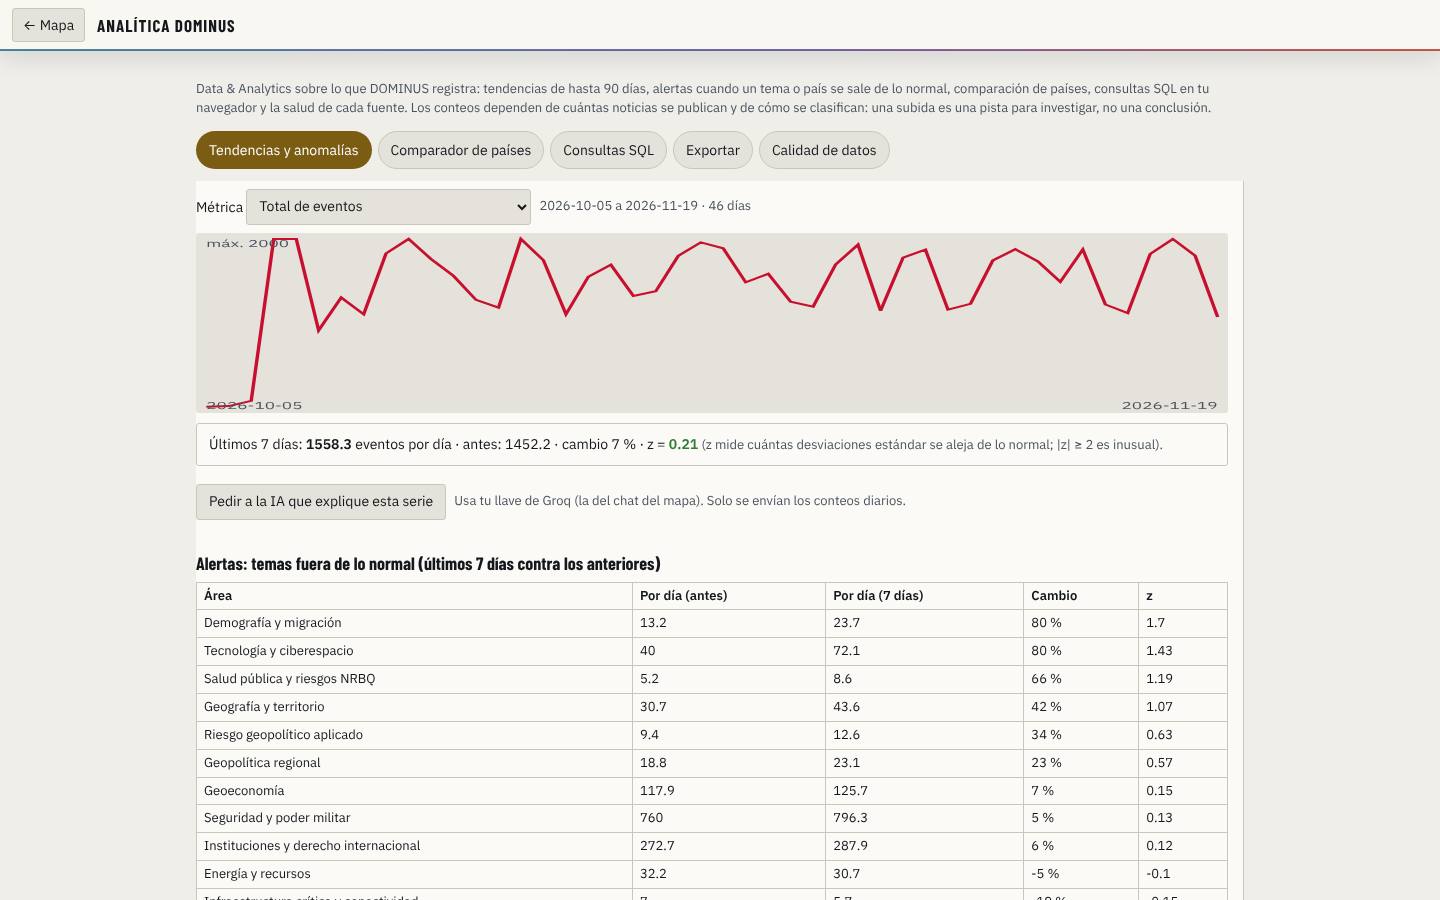 ← Mapa ANALÍTICA DOMINUS
Data & Analytics sobre lo que DOMINUS registra: tendencias de hasta 90 días, alertas cuando un tema o país se sale de lo normal, comparación de países, consultas SQL en tu
navegador y la salud de cada fuente. Los conteos dependen de cuántas noticias se publican y de cómo se clasifican: una subida es una pista para investigar, no una conclusión.
Tendencias y anomalías Comparador de países Consultas SQL Exportar Calidad de datos
Métrica Total de eventos 2026-10-05 a 2026-11-19 · 46 días
máx. 2000
2026-10-05 2026-11-19
Últimos 7 días: 1558.3 eventos por día · antes: 1452.2 · cambio 7 % · z = 0.21 (z mide cuántas desviaciones estándar se aleja de lo normal; |z| ≥ 2 es inusual).
Pedir a la IA que explique esta serie Usa tu llave de Groq (la del chat del mapa). Solo se envían los conteos diarios.
Alertas: temas fuera de lo normal (últimos 7 días contra los anteriores)
Área Por día (antes) Por día (7 días) Cambio z
Demografía y migración 13.2 23.7 80 % 1.7
Tecnología y ciberespacio 40 72.1 80 % 1.43
Salud pública y riesgos NRBQ 5.2 8.6 66 % 1.19
Geografía y territorio 30.7 43.6 42 % 1.07
Riesgo geopolítico aplicado 9.4 12.6 34 % 0.63
Geopolítica regional 18.8 23.1 23 % 0.57
Geoeconomía 117.9 125.7 7 % 0.15
Seguridad y poder militar 760 796.3 5 % 0.13
Instituciones y derecho internacional 272.7 287.9 6 % 0.12
Energía y recursos 32.2 30.7 -5 % -0.1